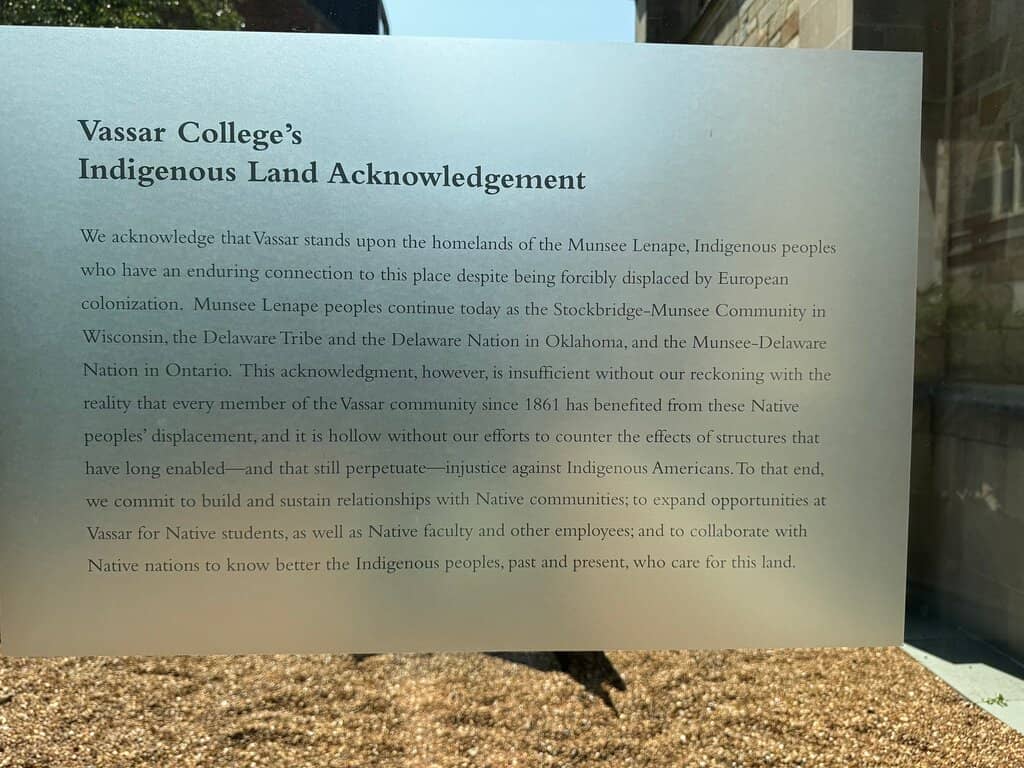 Vassar College's
Indigenous Land Acknowledgement
We acknowledge that Vassar stands upon the homelands of the Munsee Lenape, Indigenous peoples
who have an enduring connection to this place despite being forcibly displaced by European
colonization. Munsee Lenape peoples continue today as the Stockbridge-Munsee Community in
Wisconsin, the Delaware Tribe and the Delaware Nation in Oklahoma, and the Munsee-Delaware
Nation in Ontario. This acknowledgment, however, is insufficient without our reckoning with the
reality that every member of the Vassar community since 1861 has benefited from these Native
peoples' displacement, and it is hollow without our efforts to counter the effects of structures that
have long enabled—and that still perpetuate—injustice against Indigenous Americans. To that end,
we commit to build and sustain relationships with Native communities; to expand opportunities at
Vassar for Native students, as well as Native faculty and other employees; and to collaborate with
Native nations to know better the Indigenous peoples, past and present, who care for this land.